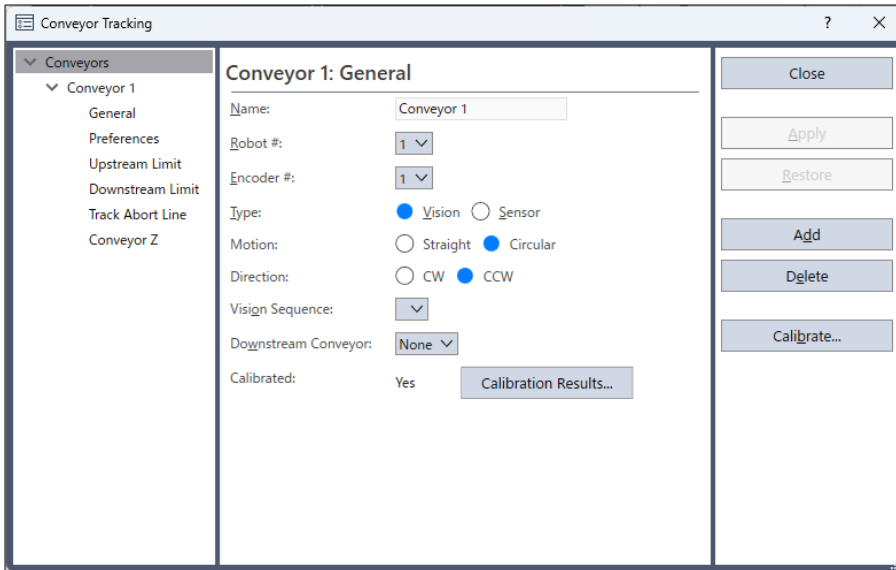 Conveyor Tracking
?
Conveyors
Conveyor 1
General
Preferences
Upstream Limit
Downstream Limit
Track Abort Line
Conveyor Z
Conveyor 1: General
Name: Conveyor 1
Robot #: 1
Encoder #: 1
Type: Vision Sensor
Motion: Straight Circular
Direction: CW CCW
Vision Sequence:
Downstream Conveyor: None
Calibrated: Yes Calibration Results...
Close
Apply
Restore
Add
Delete
Calibrate...